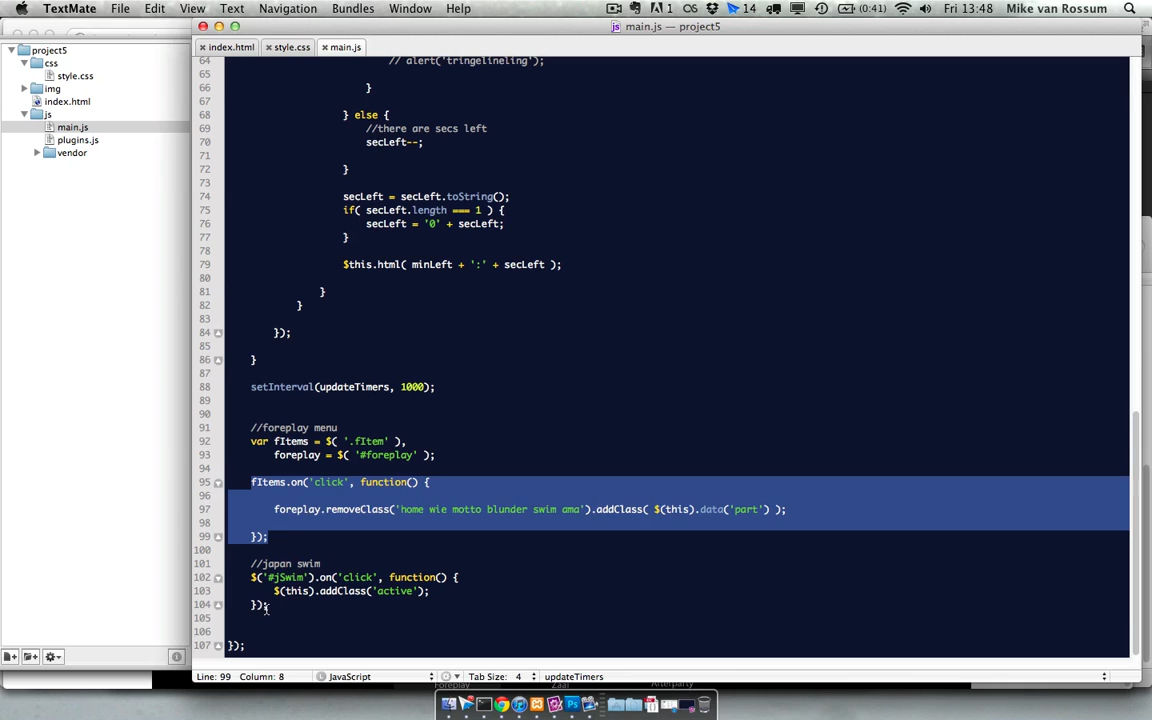 TextMate File Edit View Text Navigation Bundles Window Help 1 14 (0:41) Fri 13:48 Mike van Rossum
main.js — project5
index.html style.css main.js
project5
css
style.css
img
index.html
js
main.js
plugins.js
vendor
64 // alert('tringelineling');
65
66 }
67
68 } else {
69 //there are secs left
70 secLeft--;
71
72 }
73
74 secLeft = secLeft.toString();
75 if( secLeft.length === 1 ) {
76 secLeft = '0' + secLeft;
77 }
78
79 $this.html( minLeft + ':' + secLeft );
80
81 }
82 }
83
84 });
85
86 }
87
88 setInterval(updateTimers, 1000);
89
90
91 //foreplay menu
92 var fItems = $( '.fItem' ),
93 foreplay = $( '#foreplay' );
94
95 fItems.on('click', function() {
96
97 foreplay.removeClass('home wie motto blunder swim ama').addClass( $(this).data('part') );
98
99 });
100
101 //japan swim
102 $('#jSwim').on('click', function() {
103 $(this).addClass('active');
104 });
105
106
107 });
Line: 99 Column: 8 JavaScript Tab Size: 4 updateTimers
Foreplay Zaal Afterparty